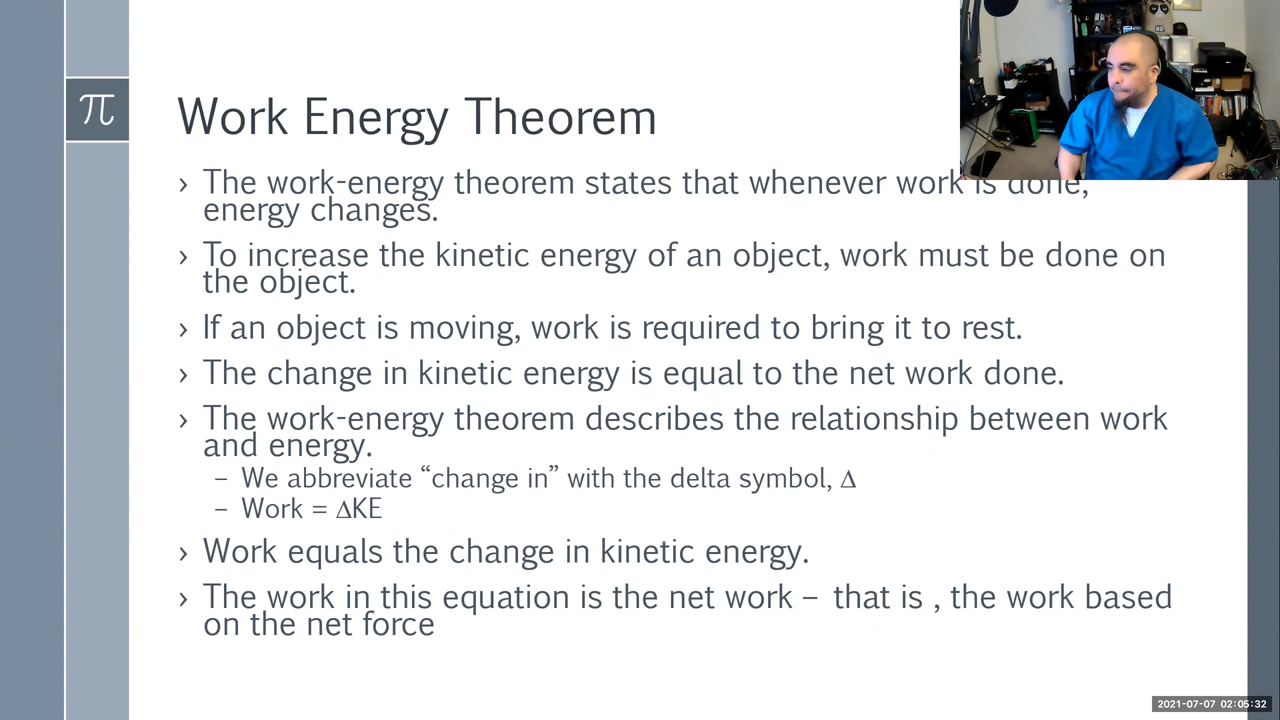 π
Work Energy Theorem
› The work-energy theorem states that whenever work is done,
energy changes.
› To increase the kinetic energy of an object, work must be done on
the object.
› If an object is moving, work is required to bring it to rest.
› The change in kinetic energy is equal to the net work done.
› The work-energy theorem describes the relationship between work
and energy.
– We abbreviate “change in” with the delta symbol, Δ
– Work = ΔKE
› Work equals the change in kinetic energy.
› The work in this equation is the net work – that is , the work based
on the net force
2021-07-07 02:05:32